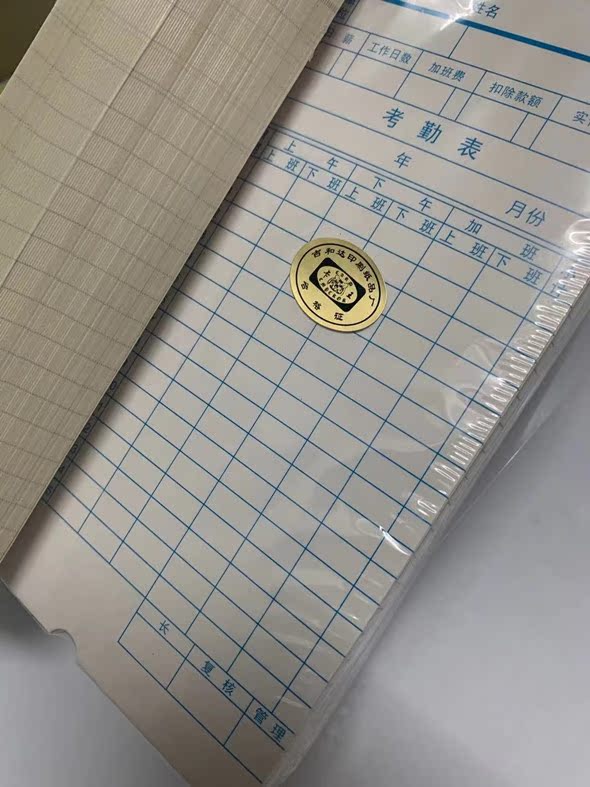 姓名
工作日数 加班费 扣除款额 实
考勤表
年 月份
上午 下午 加班
上班 下班 上班 下班 上班 下班
吉和达印刷纸品厂
合格证
长 复核 管理